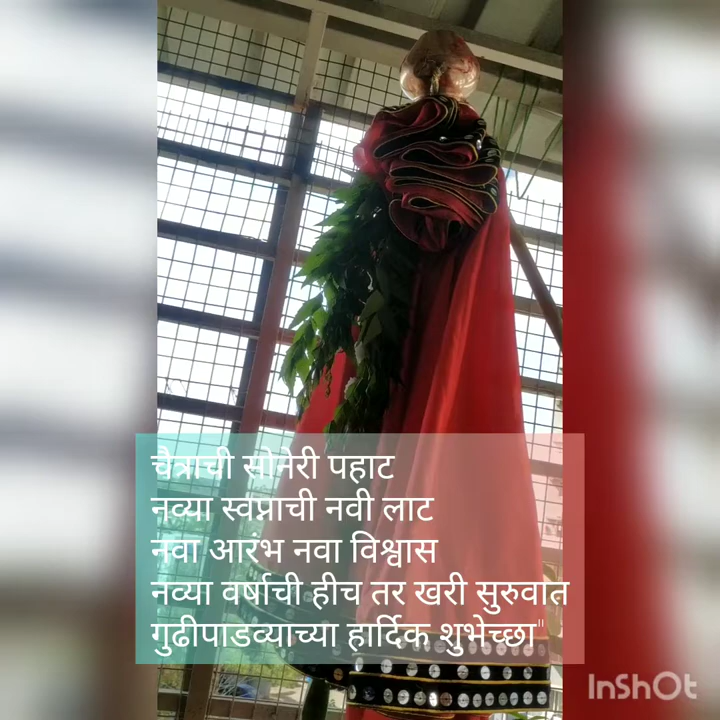 चैत्राची सोनेरी पहाट
नव्या स्वप्नाची नवी लाट
नवा आरंभ नवा विश्वास
नव्या वर्षाची हीच तर खरी सुरुवात
गुढीपाडव्याच्या हार्दिक शुभेच्छा"
InShOt